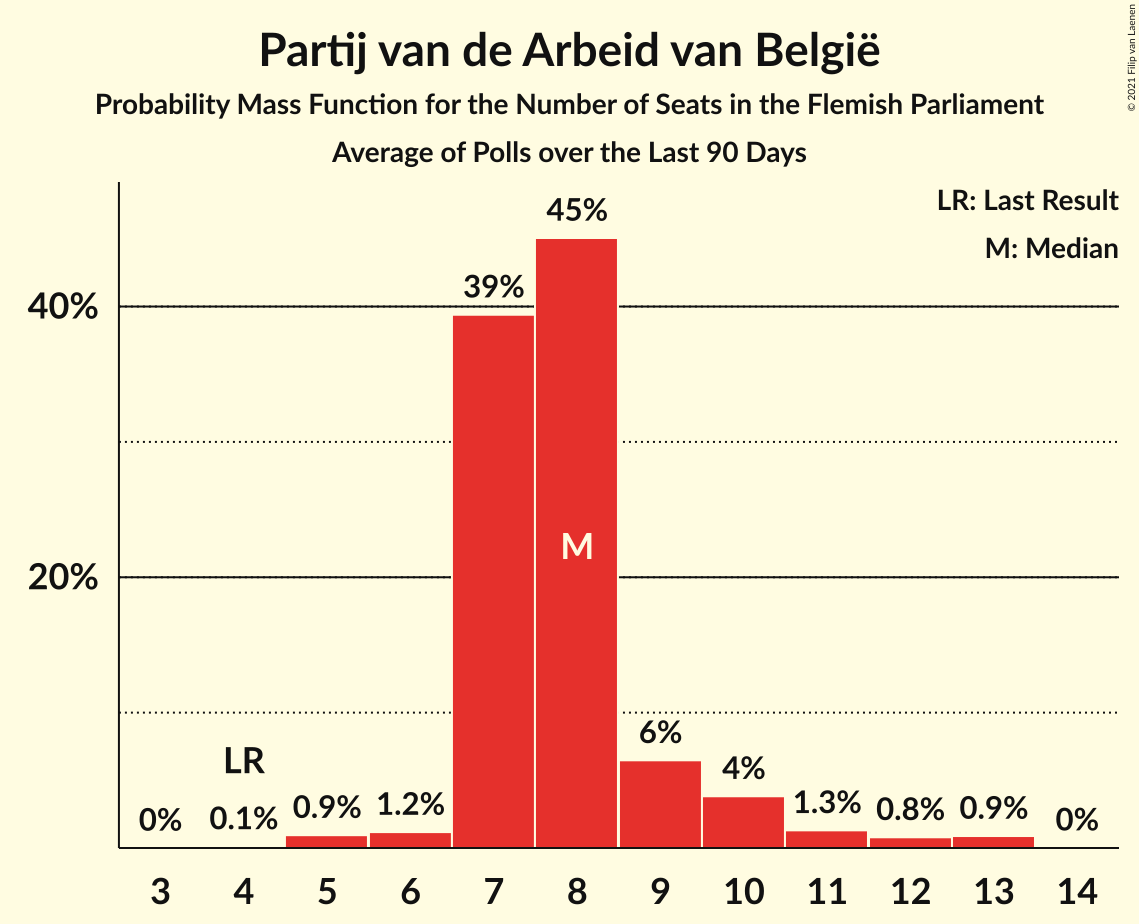 Partij van de Arbeid van België
Probability Mass Function for the Number of Seats in the Flemish Parliament
Average of Polls over the Last 90 Days
© 2021 Filip van Laenen
LR: Last Result
M: Median
45%
39%
40%
M
20%
6%
LR
4%
0% 0.1% 0.9% 1.2% 1.3% 0.8% 0.9% 0%
3 4 5 6 7 8 9 10 11 12 13 14